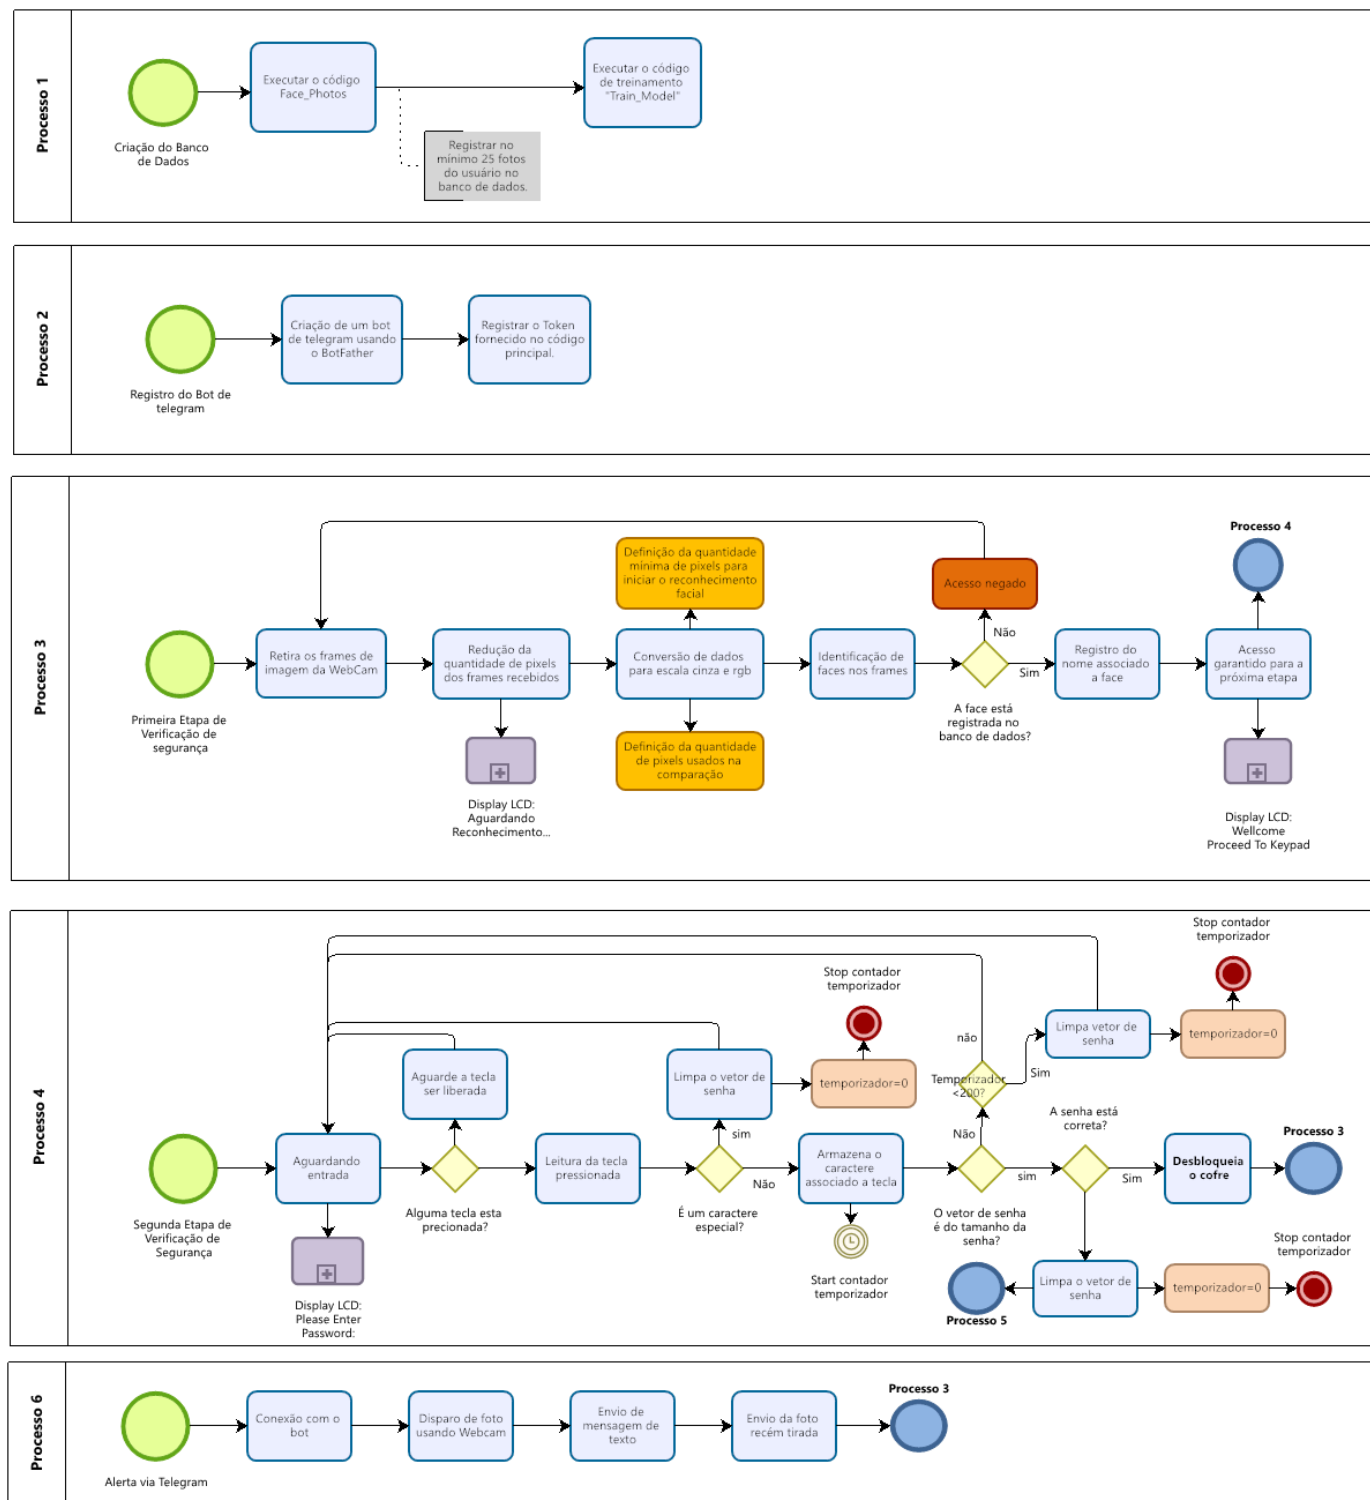 Processo 1
Criação do Banco
de Dados
Executar o código
Face_Photos
Registrar no
mínimo 25 fotos
do usuário no
banco de dados.
Executar o código
de treinamento
"Train_Model"
Processo 2
Registro do Bot de
telegram
Criação de um bot
de telegram usando
o BotFather
Registrar o Token
fornecido no código
principal.
Processo 3
Primeira Etapa de
Verificação de
segurança
Retira os frames de
imagem da WebCam
Redução da
quantidade de pixels
dos frames recebidos
Display LCD:
Aguardando
Reconhecimento...
Definição da quantidade
mínima de pixels para
iniciar o reconhecimento
facial
Conversão de dados
para escala cinza e rgb
Definição da quantidade
de pixels usados na
comparação
Identificação de
faces nos frames
Acesso negado
Não
Sim
A face está
registrada no
banco de dados?
Registro do
nome associado
a face
Processo 4
Acesso
garantido para a
próxima etapa
Display LCD:
Wellcome
Proceed To Keypad
Processo 4
Segunda Etapa de
Verificação de
Segurança
Aguardando
entrada
Display LCD:
Please Enter
Password:
Aguarde a tecla
ser liberada
Alguma tecla esta
precionada?
Leitura da tecla
pressionada
Limpa o vetor de
senha
sim
Não
É um caractere
especial?
Stop contador
temporizador
temporizador=0
Armazena o
caractere
associado a tecla
Start contador
temporizador
não
Temporizador
<200?
Sim
Não
sim
O vetor de senha
é do tamanho da
senha?
Limpa vetor de
senha
Stop contador
temporizador
temporizador=0
A senha está
correta?
Sim
Desbloqueia
o cofre
Processo 3
Processo 5
Limpa o vetor de
senha
temporizador=0
Stop contador
temporizador
Processo 6
Alerta via Telegram
Conexão com o
bot
Disparo de foto
usando Webcam
Envio de
mensagem de
texto
Envio da foto
recém tirada
Processo 3